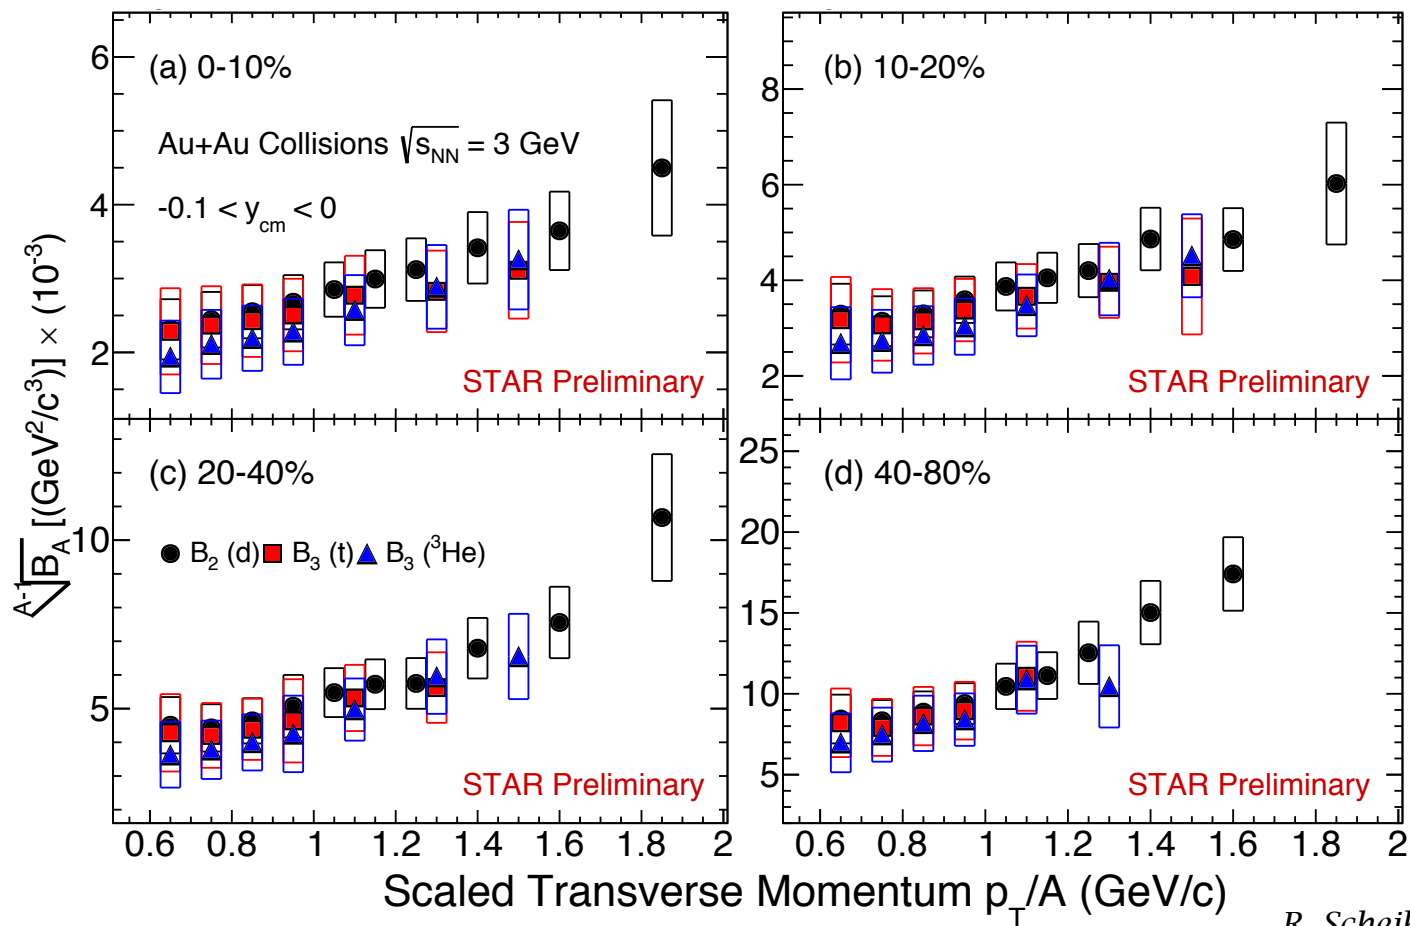 (a) 0-10%
Au+Au Collisions √sNN = 3 GeV
-0.1 < ycm < 0
STAR Preliminary
6
4
2
(b) 10-20%
STAR Preliminary
8
6
4
2
(c) 20-40%
B2 (d) B3 (t) B3 (3He)
STAR Preliminary
10
5
(d) 40-80%
STAR Preliminary
25
20
15
10
5
A-1√BA [(GeV2/c3)] × (10-3)
0.6 0.8 1 1.2 1.4 1.6 1.8 2
0.6 0.8 1 1.2 1.4 1.6 1.8 2
Scaled Transverse Momentum pT/A (GeV/c)
R.